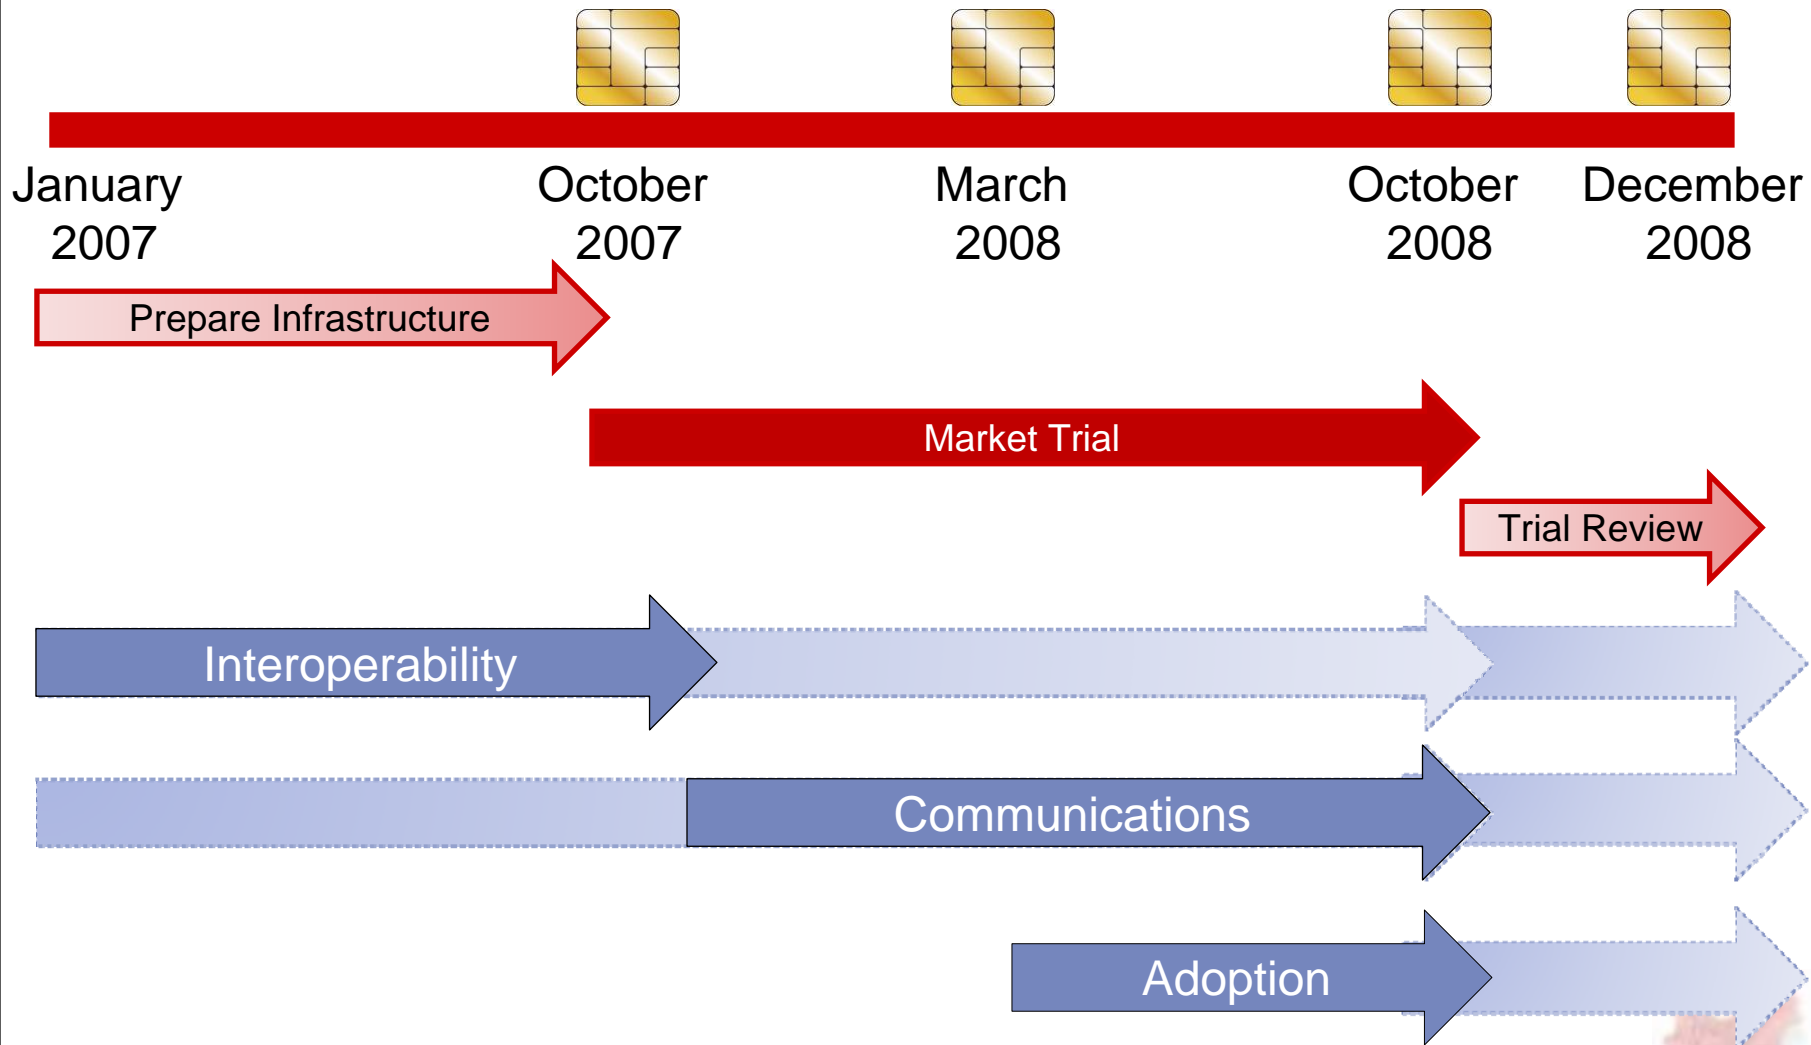 January
2007
October
2007
March
2008
October
2008
December
2008
Prepare Infrastructure
Market Trial
Trial Review
Interoperability
Communications
Adoption